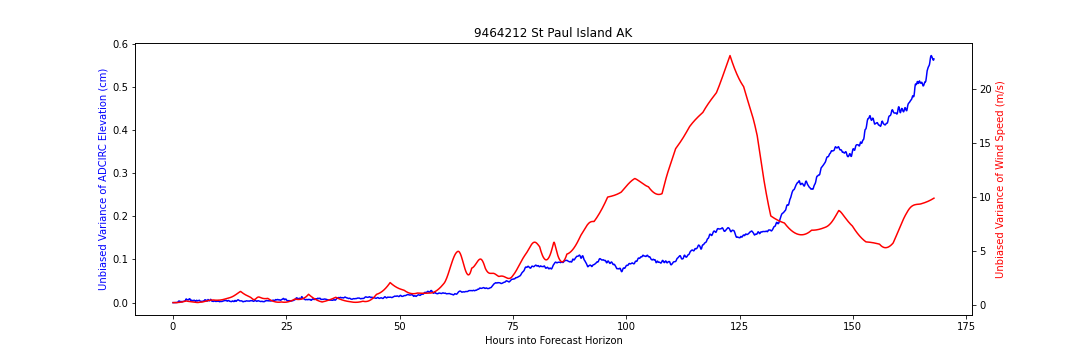 9464212 St Paul Island AK
Unbiased Variance of ADCIRC Elevation (cm)
0.6
0.5
0.4
0.3
0.2
0.1
0.0
20
15
10
5
0
Unbiased Variance of Wind Speed (m/s)
0 25 50 75 100 125 150 175
Hours into Forecast Horizon